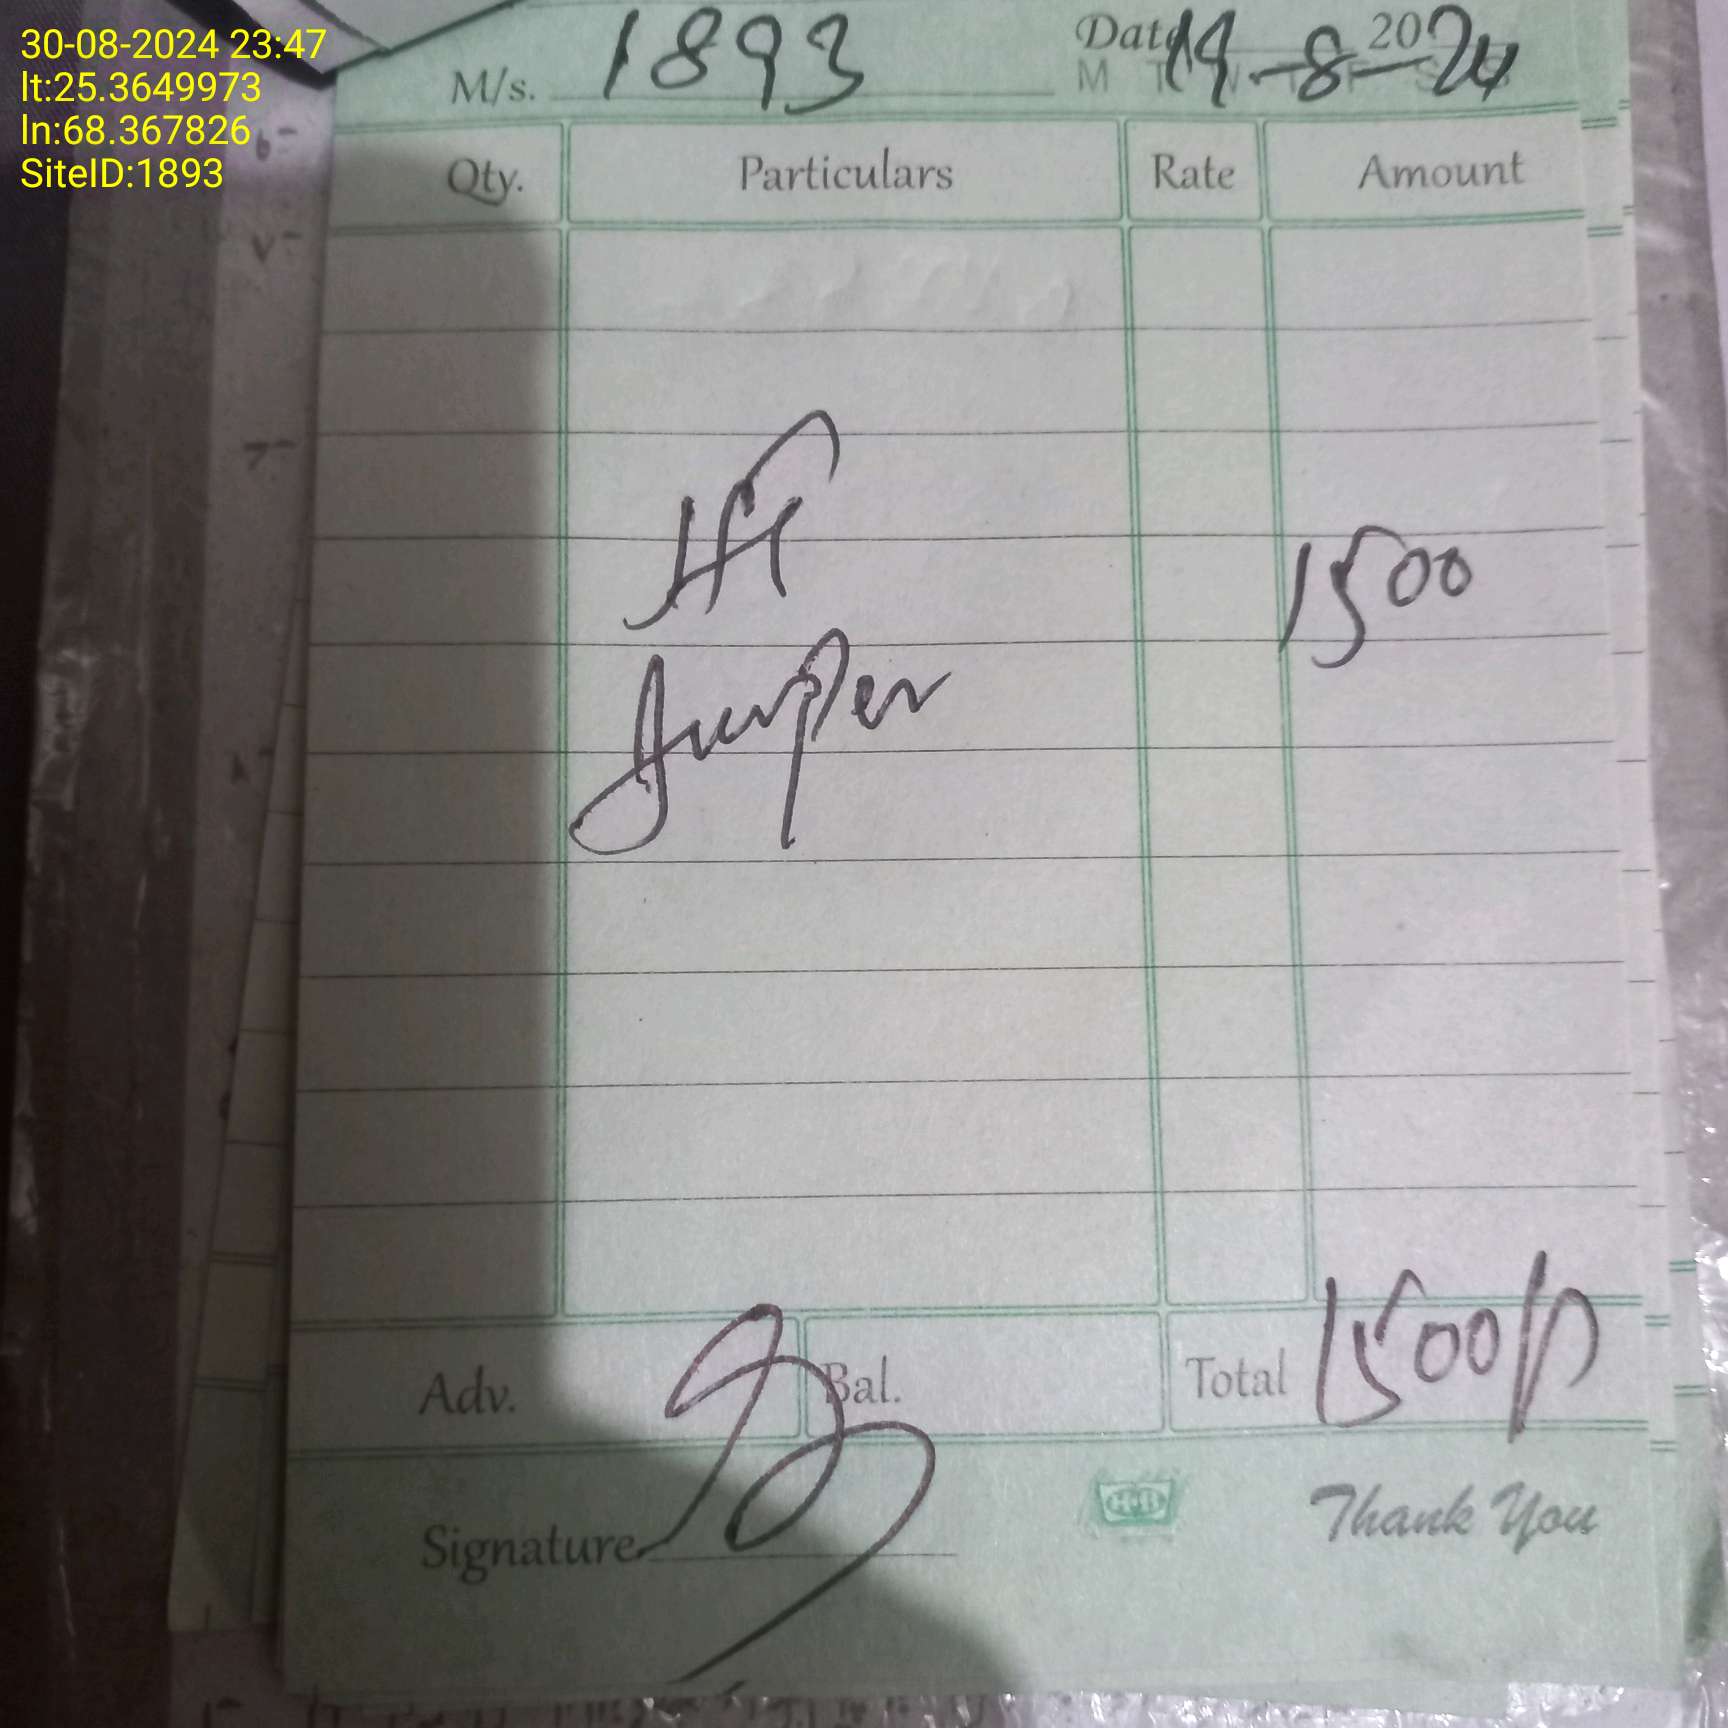 30-08-2024 23:47
lt:25.3649973
ln:68.367826
SiteID:1893
M/s. 1893 Date 19-8-2024
M T W T F S S
Qty. Particulars Rate Amount
HT 1500
Jumper
Adv. Bal. Total 1500/
Signature
H•B
Thank You